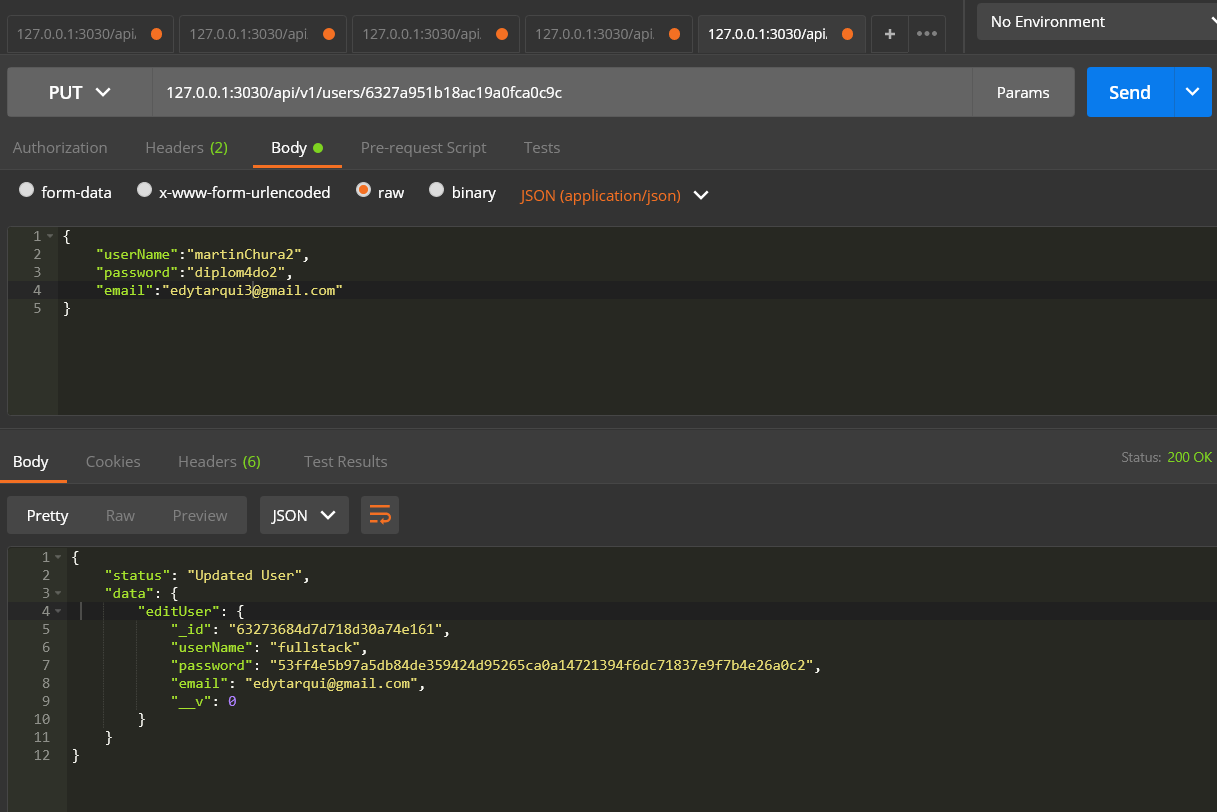 127.0.0.1:3030/api. 127.0.0.1:3030/api. 127.0.0.1:3030/api. 127.0.0.1:3030/api. 127.0.0.1:3030/api. + ••• No Environment
PUT 127.0.0.1:3030/api/v1/users/6327a951b18ac19a0fca0c9c Params Send
Authorization Headers (2) Body Pre-request Script Tests
form-data x-www-form-urlencoded raw binary JSON (application/json)
1 {
2 "userName":"martinChura2",
3 "password":"diplom4do2",
4 "email":"edytarqui3@gmail.com"
5 }
Body Cookies Headers (6) Test Results Status: 200 OK
Pretty Raw Preview JSON
1 {
2 "status": "Updated User",
3 "data": {
4 "editUser": {
5 "_id": "63273684d7d718d30a74e161",
6 "userName": "fullstack",
7 "password": "53ff4e5b97a5db84de359424d95265ca0a14721394f6dc71837e9f7b4e26a0c2",
8 "email": "edytarqui@gmail.com",
9 "__v": 0
10 }
11 }
12 }